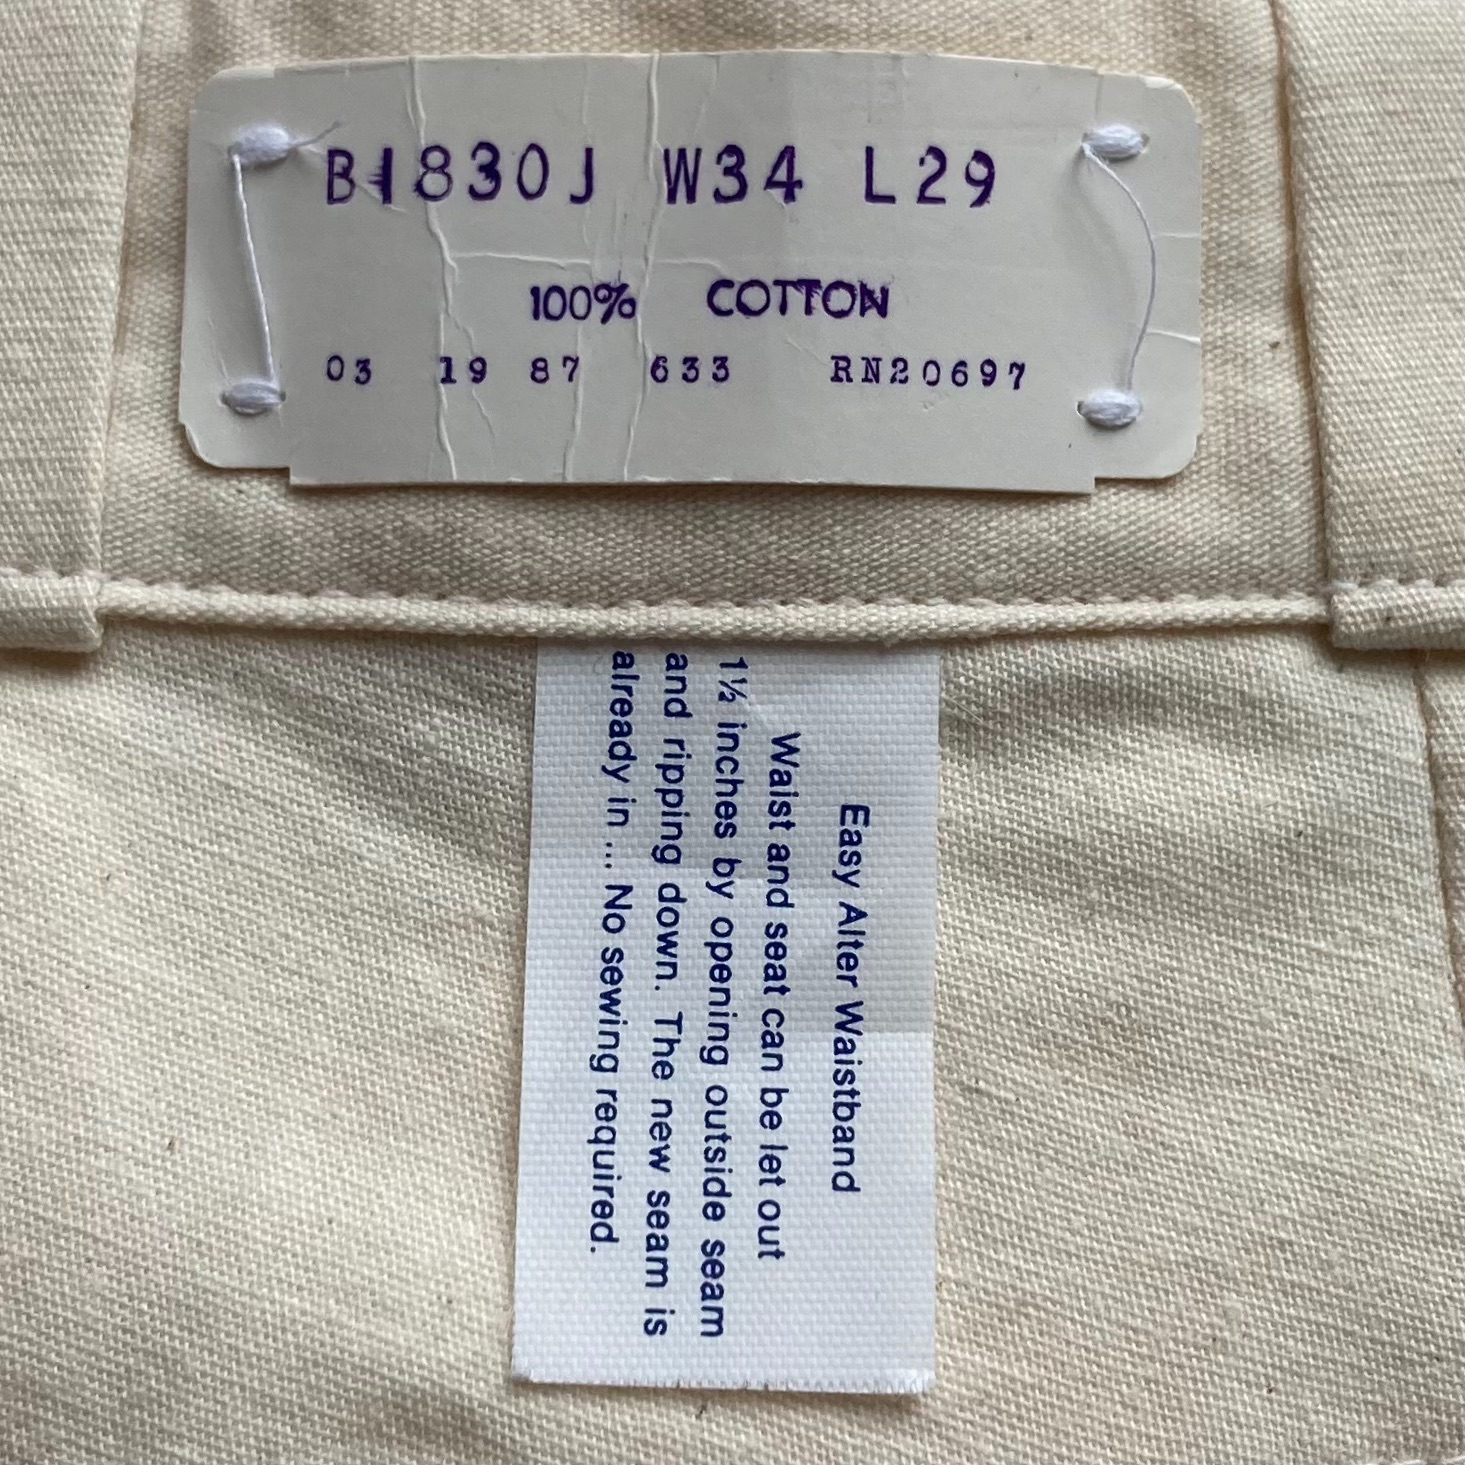 B1830J W34 L29
100% COTTON
03 19 87 633 RN20697
Easy Alter Waistband
Waist and seat can be let out
1½ inches by opening outside seam
and ripping down. The new seam is
already in ... No sewing required.